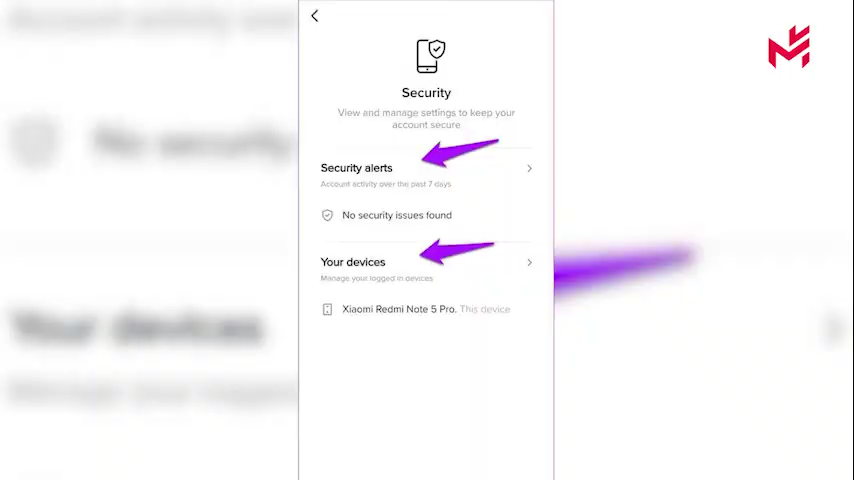 Security
View and manage settings to keep your
account secure
Security alerts
Account activity over the past 7 days
No security issues found
Your devices
Manage your logged in devices
Xiaomi Redmi Note 5 Pro. This device